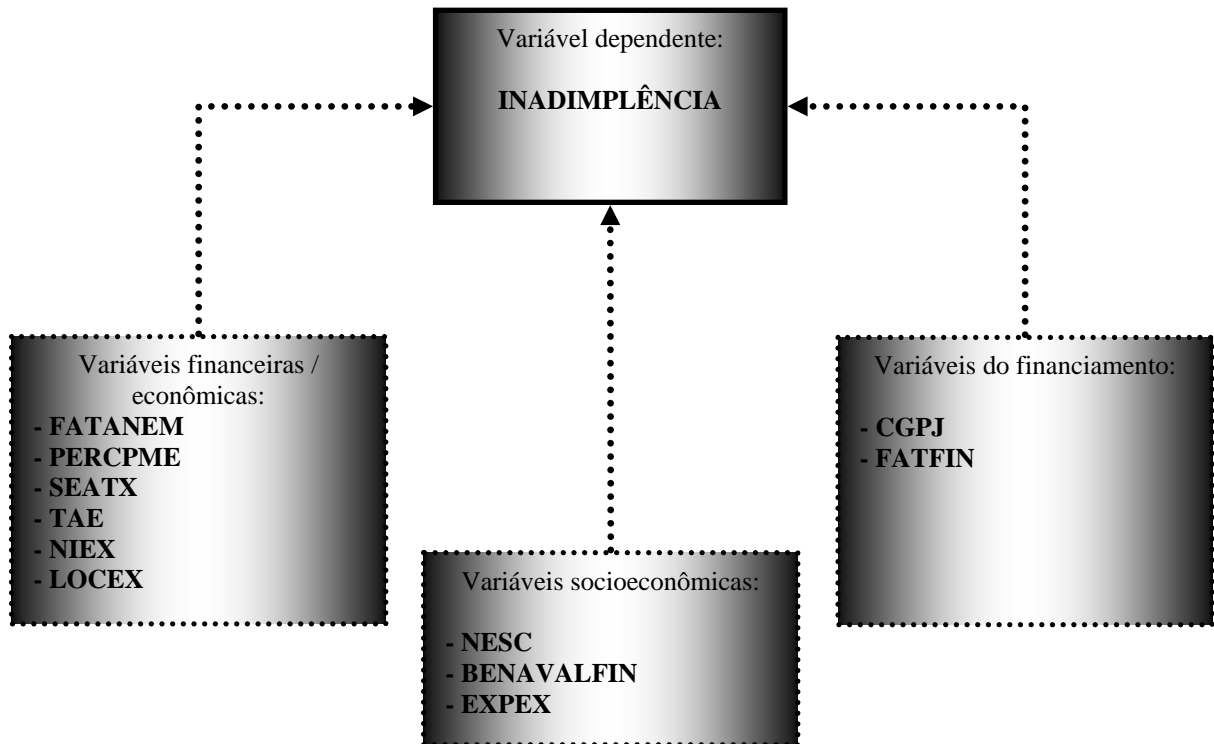 Variável dependente:
INADIMPLÊNCIA
Variáveis financeiras /
econômicas:
- FATANEM
- PERCPME
- SEATX
- TAE
- NIEX
- LOCEX
Variáveis socioeconômicas:
- NESC
- BENAVALFIN
- EXPEX
Variáveis do financiamento:
- CGPJ
- FATFIN